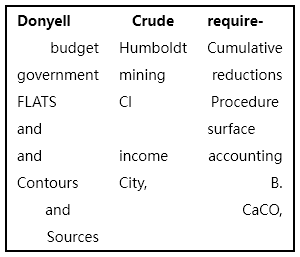 Donyell Crude require-
budget Humboldt Cumulative
government mining reductions
FLATS CI Procedure
and surface
and income accounting
Contours City, B.
and CaCO,
Sources